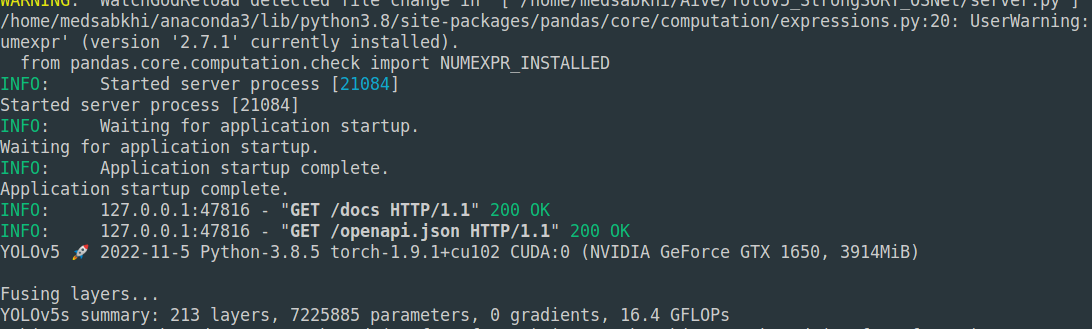 WARNING:  WatchGodReload detected file change in '['/home/medsabkhi/Aive/Yolov5_StrongSORT_OSNet/server.py']
/home/medsabkhi/anaconda3/lib/python3.8/site-packages/pandas/core/computation/expressions.py:20: UserWarning:
umexpr' (version '2.7.1' currently installed).
  from pandas.core.computation.check import NUMEXPR_INSTALLED
INFO:     Started server process [21084]
Started server process [21084]
INFO:     Waiting for application startup.
Waiting for application startup.
INFO:     Application startup complete.
Application startup complete.
INFO:     127.0.0.1:47816 - "GET /docs HTTP/1.1" 200 OK
INFO:     127.0.0.1:47816 - "GET /openapi.json HTTP/1.1" 200 OK
YOLOv5 🚀 2022-11-5 Python-3.8.5 torch-1.9.1+cu102 CUDA:0 (NVIDIA GeForce GTX 1650, 3914MiB)
Fusing layers...
YOLOv5s summary: 213 layers, 7225885 parameters, 0 gradients, 16.4 GFLOPs